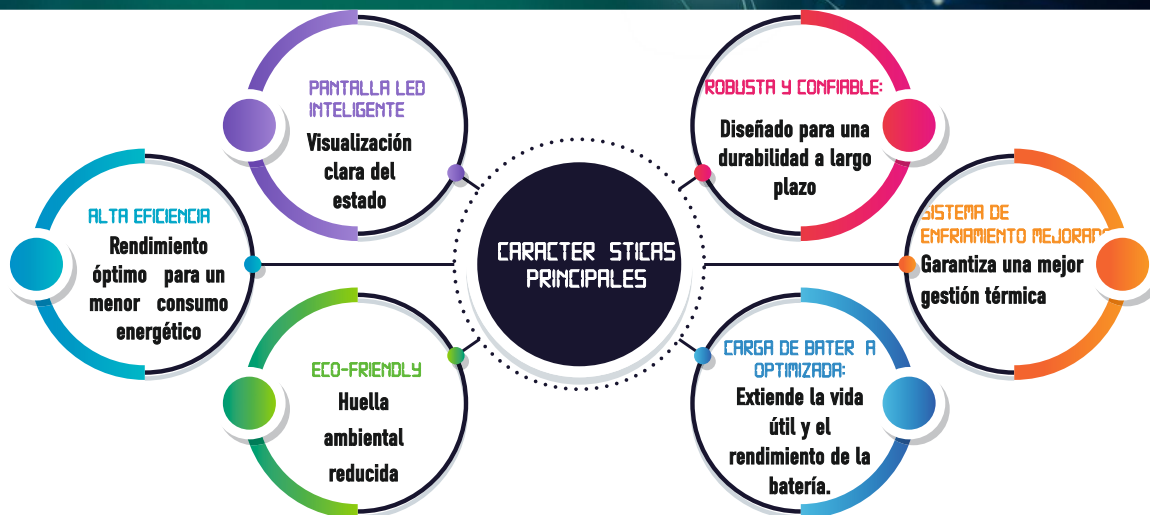 PANTALLA LED
INTELIGENTE
Visualización
clara del
estado
ROBUSTA Y CONFIABLE:
Diseñado para una
durabilidad a largo
plazo
ALTA EFICIENCIA
Rendimiento
óptimo para un
menor consumo
energético
CARACTER STICAS
PRINCIPALES
SISTEMA DE
ENFRIAMIENTO MEJORADO
Garantiza una mejor
gestión térmica
ECO-FRIENDLY
Huella
ambiental
reducida
CARGA DE BATER A
OPTIMIZADA:
Extiende la vida
útil y el
rendimiento de la
batería.